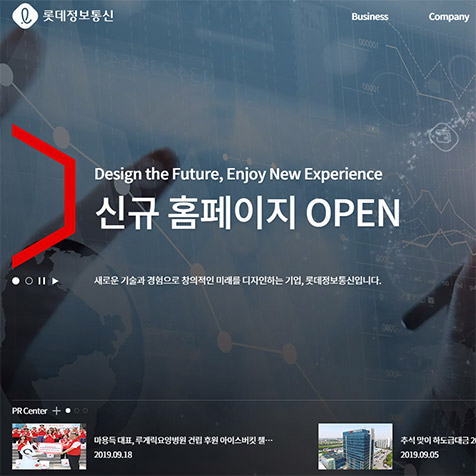 롯데정보통신
Business Company
Design the Future, Enjoy New Experience
신규 홈페이지 OPEN
새로운 기술과 경험으로 창의적인 미래를 디자인하는 기업, 롯데정보통신입니다.
PR Center
마용득 대표, 루게릭요양병원 건립 후원 아이스버킷 챌…
2019.09.18
추석 맞이 하도급대금 2
2019.09.05